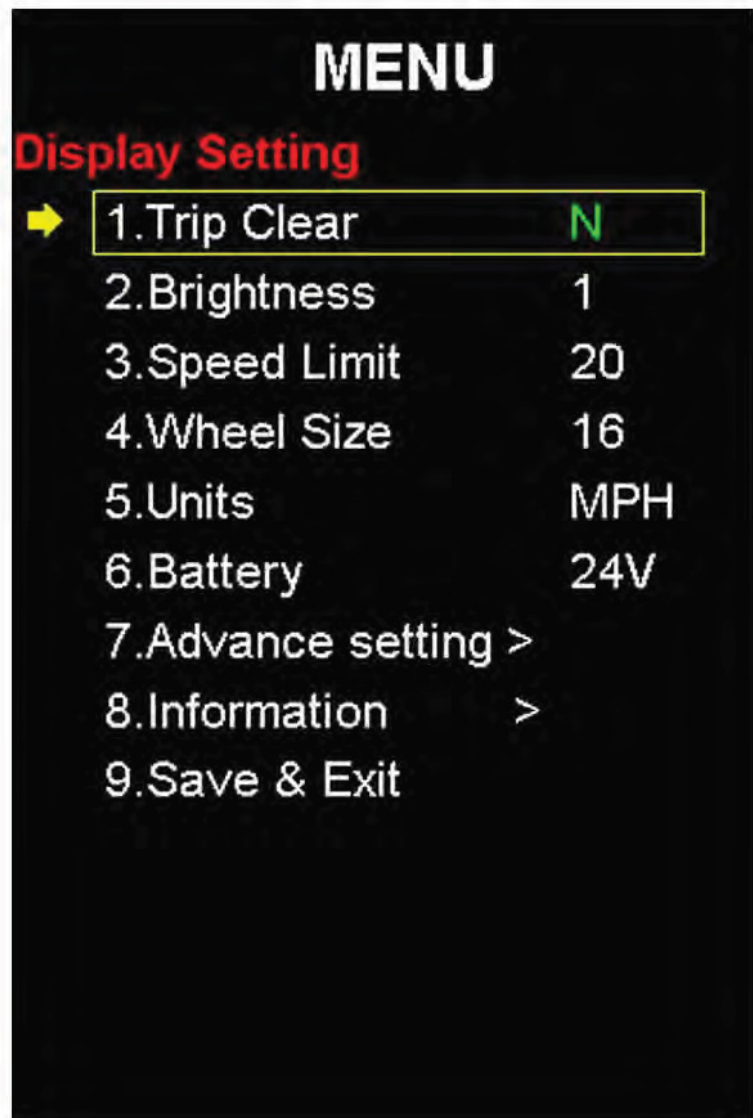 MENU
Display Setting
1.Trip Clear N
2.Brightness 1
3.Speed Limit 20
4.Wheel Size 16
5.Units MPH
6.Battery 24V
7.Advance setting >
8.Information >
9.Save & Exit